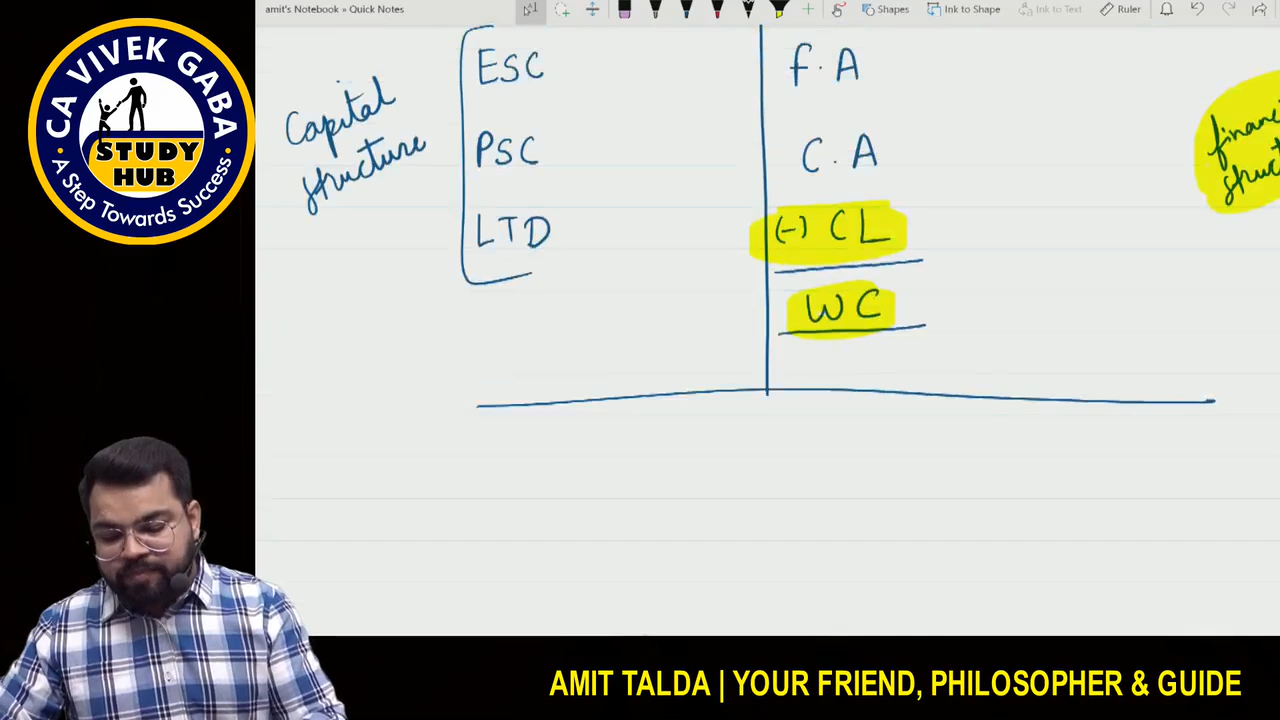 amit's Notebook » Quick Notes
Shapes
Ink to Shape
Ink to Text
Ruler
CA VIVEK GABA
STUDY
HUB
• A Step Towards Success •
Capital
structure
ESC
PSC
LTD
F.A
C.A
(-) CL
WC
AMIT TALDA | YOUR FRIEND, PHILOSOPHER & GUIDE